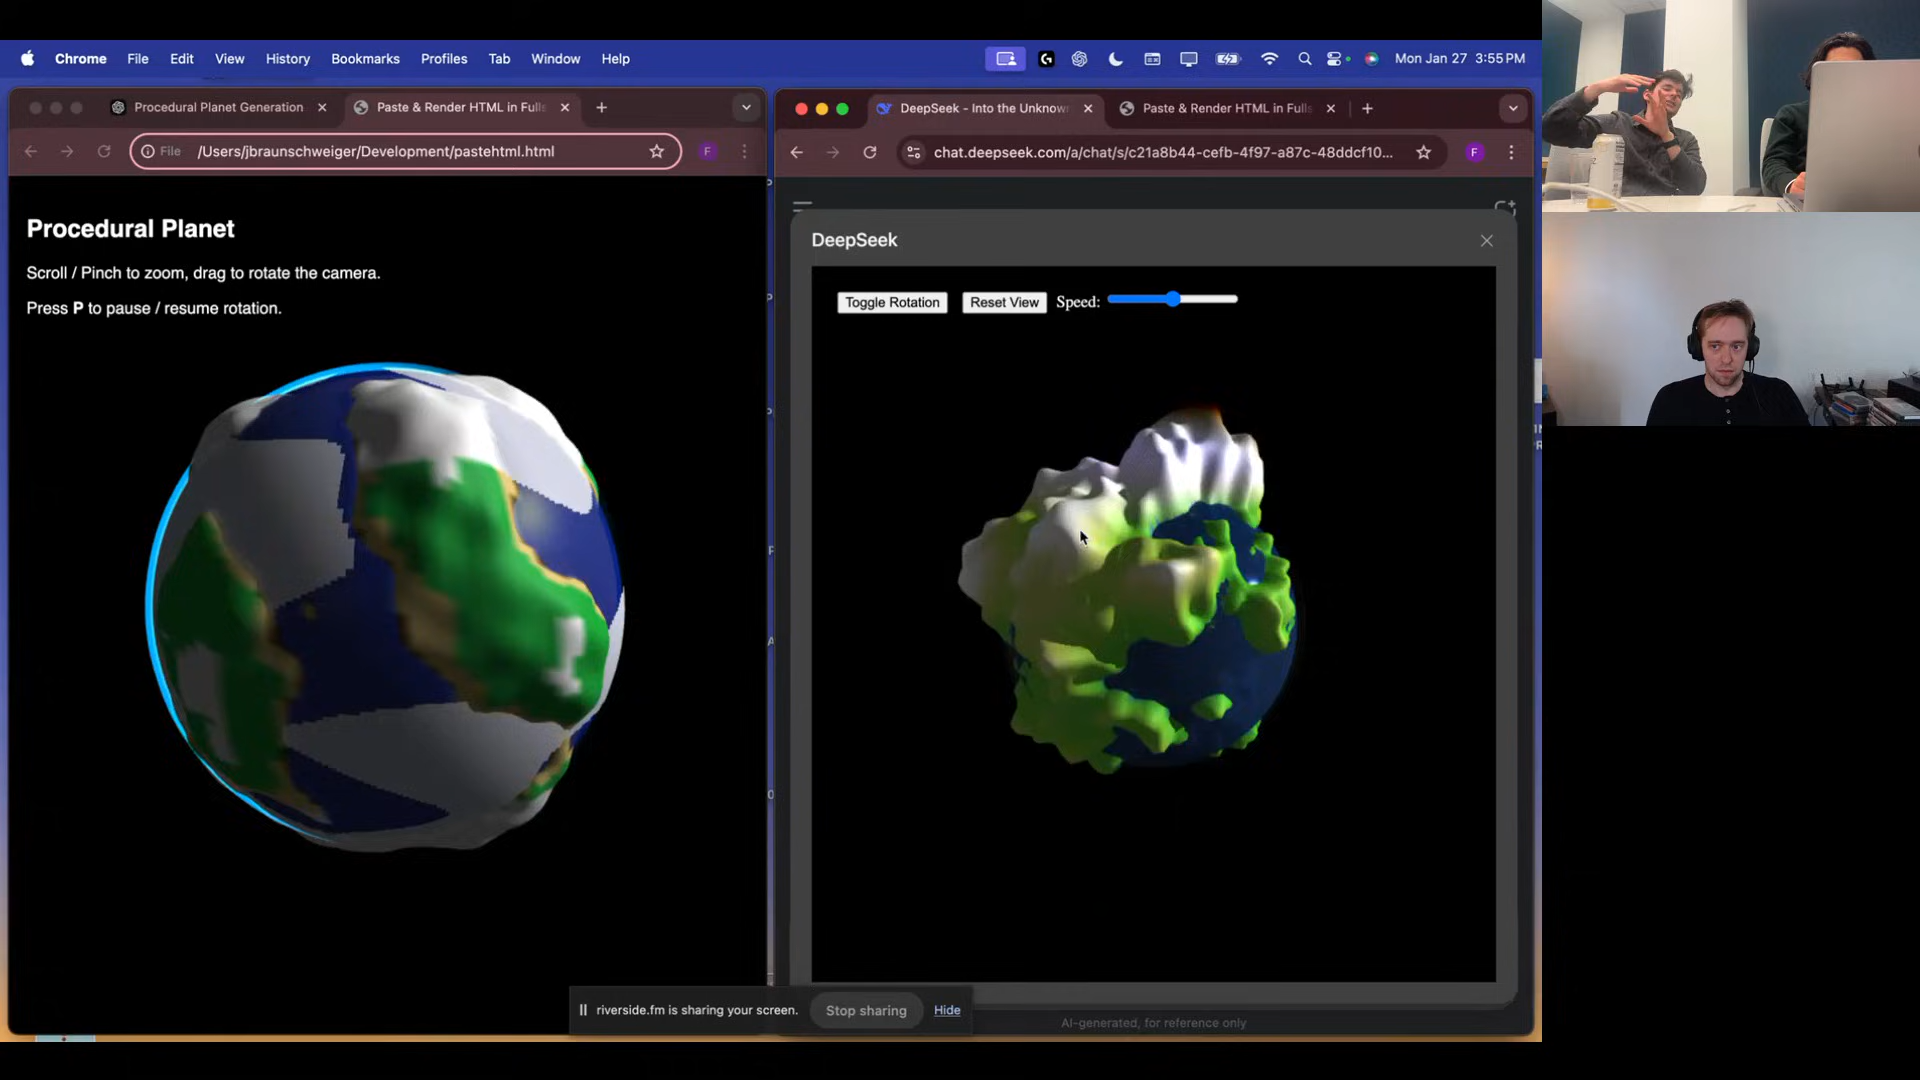 Chrome File Edit View History Bookmarks Profiles Tab Window Help Mon Jan 27 3:55 PM
Procedural Planet Generation
Paste & Render HTML in Fulls
File /Users/jbraunschweiger/Development/pastehtml.html
F
Procedural Planet
Scroll / Pinch to zoom, drag to rotate the camera.
Press P to pause / resume rotation.
DeepSeek - Into the Unknown
Paste & Render HTML in Fulls
chat.deepseek.com/a/chat/s/c21a8b44-cefb-4f97-a87c-48ddcf10...
F
DeepSeek
Toggle Rotation Reset View Speed:
AI-generated, for reference only
riverside.fm is sharing your screen. Stop sharing Hide